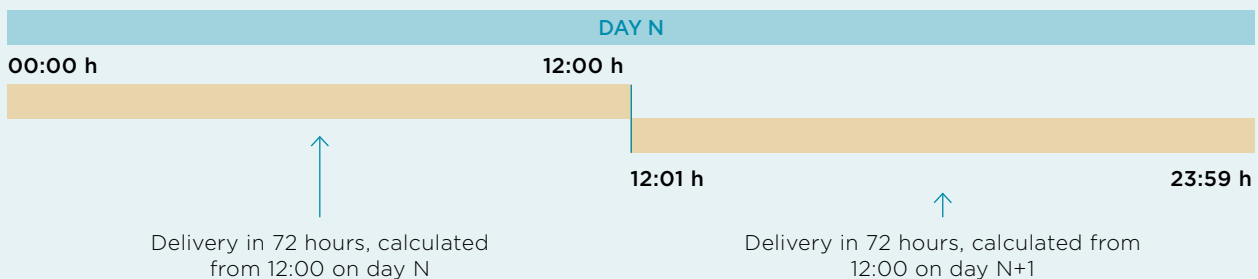 DAY N
00:00 h
12:00 h
12:01 h
23:59 h
Delivery in 72 hours, calculated
from 12:00 on day N
Delivery in 72 hours, calculated from
12:00 on day N+1